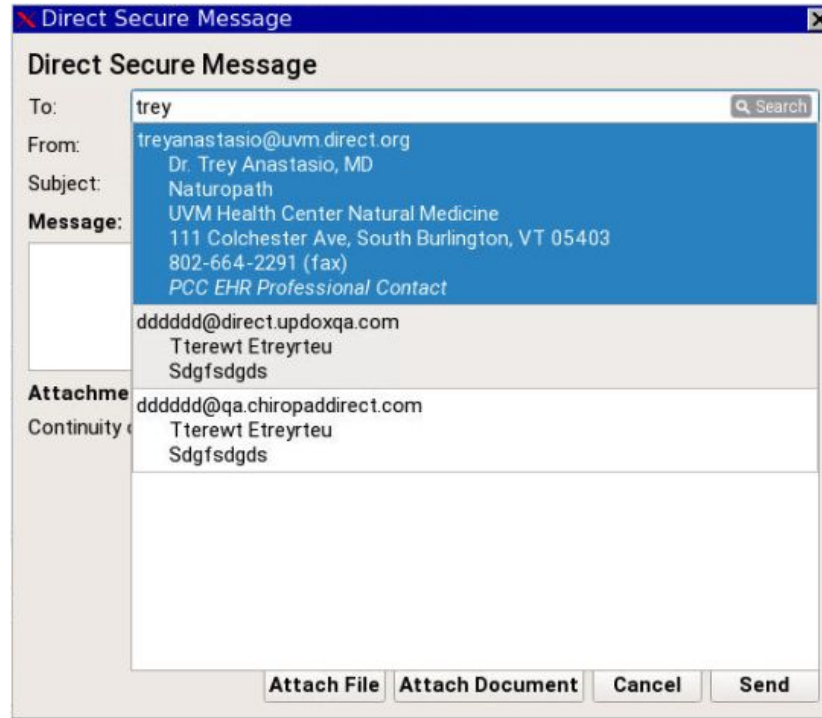 Direct Secure Message
Direct Secure Message
To: trey Search
From:
Subject:
Message:
treyanastasio@uvm.direct.org
Dr. Trey Anastasio, MD
Naturopath
UVM Health Center Natural Medicine
111 Colchester Ave, South Burlington, VT 05403
802-664-2291 (fax)
PCC EHR Professional Contact
dddddd@direct.updoxqa.com
Tterewt Etreyrteu
Sdgfsdgds
dddddd@qa.chiropaddirect.com
Tterewt Etreyrteu
Sdgfsdgds
Attachme
Continuity
Attach File Attach Document Cancel Send